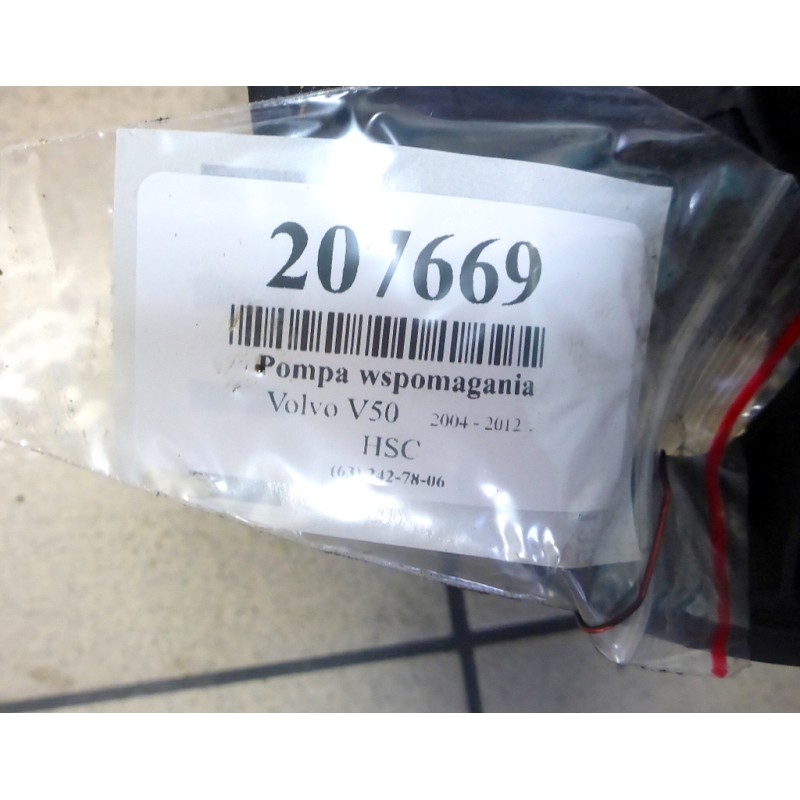 207669
Pompa wspomagania
Volvo V50 2004 - 2012 .
HSC
(63) 242-78-06